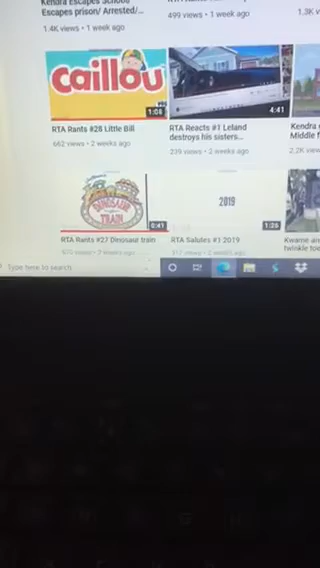 Kendra Escapes School/
Escapes prison/ Arrested/...
1.4K views • 1 week ago
499 views • 1 week ago
1.3K v
caillou
1:08
4:41
RTA Rants #28 Little Bill
662 views • 2 weeks ago
RTA Reacts #1 Leland
destroys his sisters...
239 views • 2 weeks ago
Kendra
Middle f
2.2K view
DINOSAUR
TRAIN
0:41
2019
1:26
RTA Rants #27 Dinosaur train
RTA Salutes #1 2019
Kwame an
twinkle toe
Type here to search